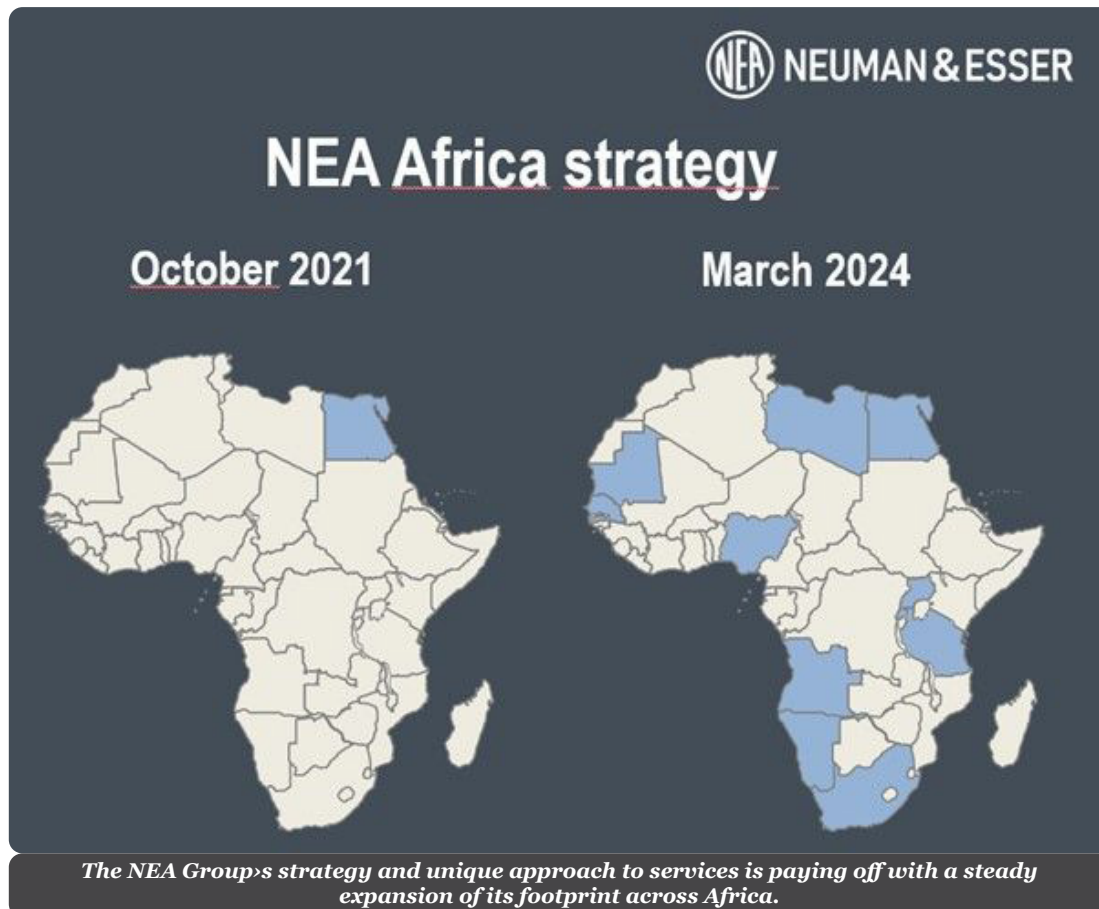 NEA NEUMAN & ESSER
NEA Africa strategy
October 2021
March 2024
The NEA Group›s strategy and unique approach to services is paying off with a steady
expansion of its footprint across Africa.